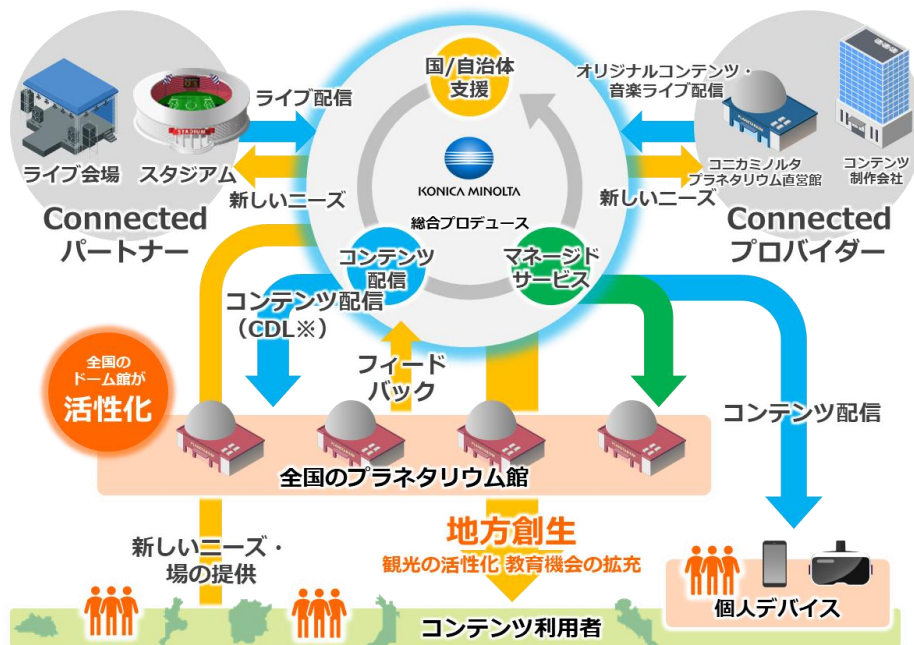 国/自治体
支援
ライブ配信
オリジナルコンテンツ・
音楽ライブ配信
STADIUM
ライブ会場
スタジアム
新しいニーズ
Connected
パートナー
KONICA MINOLTA
総合プロデュース
コニカミノルタ
プラネタリウム直営館
コンテンツ
制作会社
新しいニーズ
Connected
プロバイダー
コンテンツ
配信
マネージド
サービス
コンテンツ配信
（CDL※）
フィード
バック
全国の
ドーム館が
活性化
コンテンツ配信
全国のプラネタリウム館
新しいニーズ・
場の提供
地方創生
観光の活性化 教育機会の拡充
個人デバイス
コンテンツ利用者